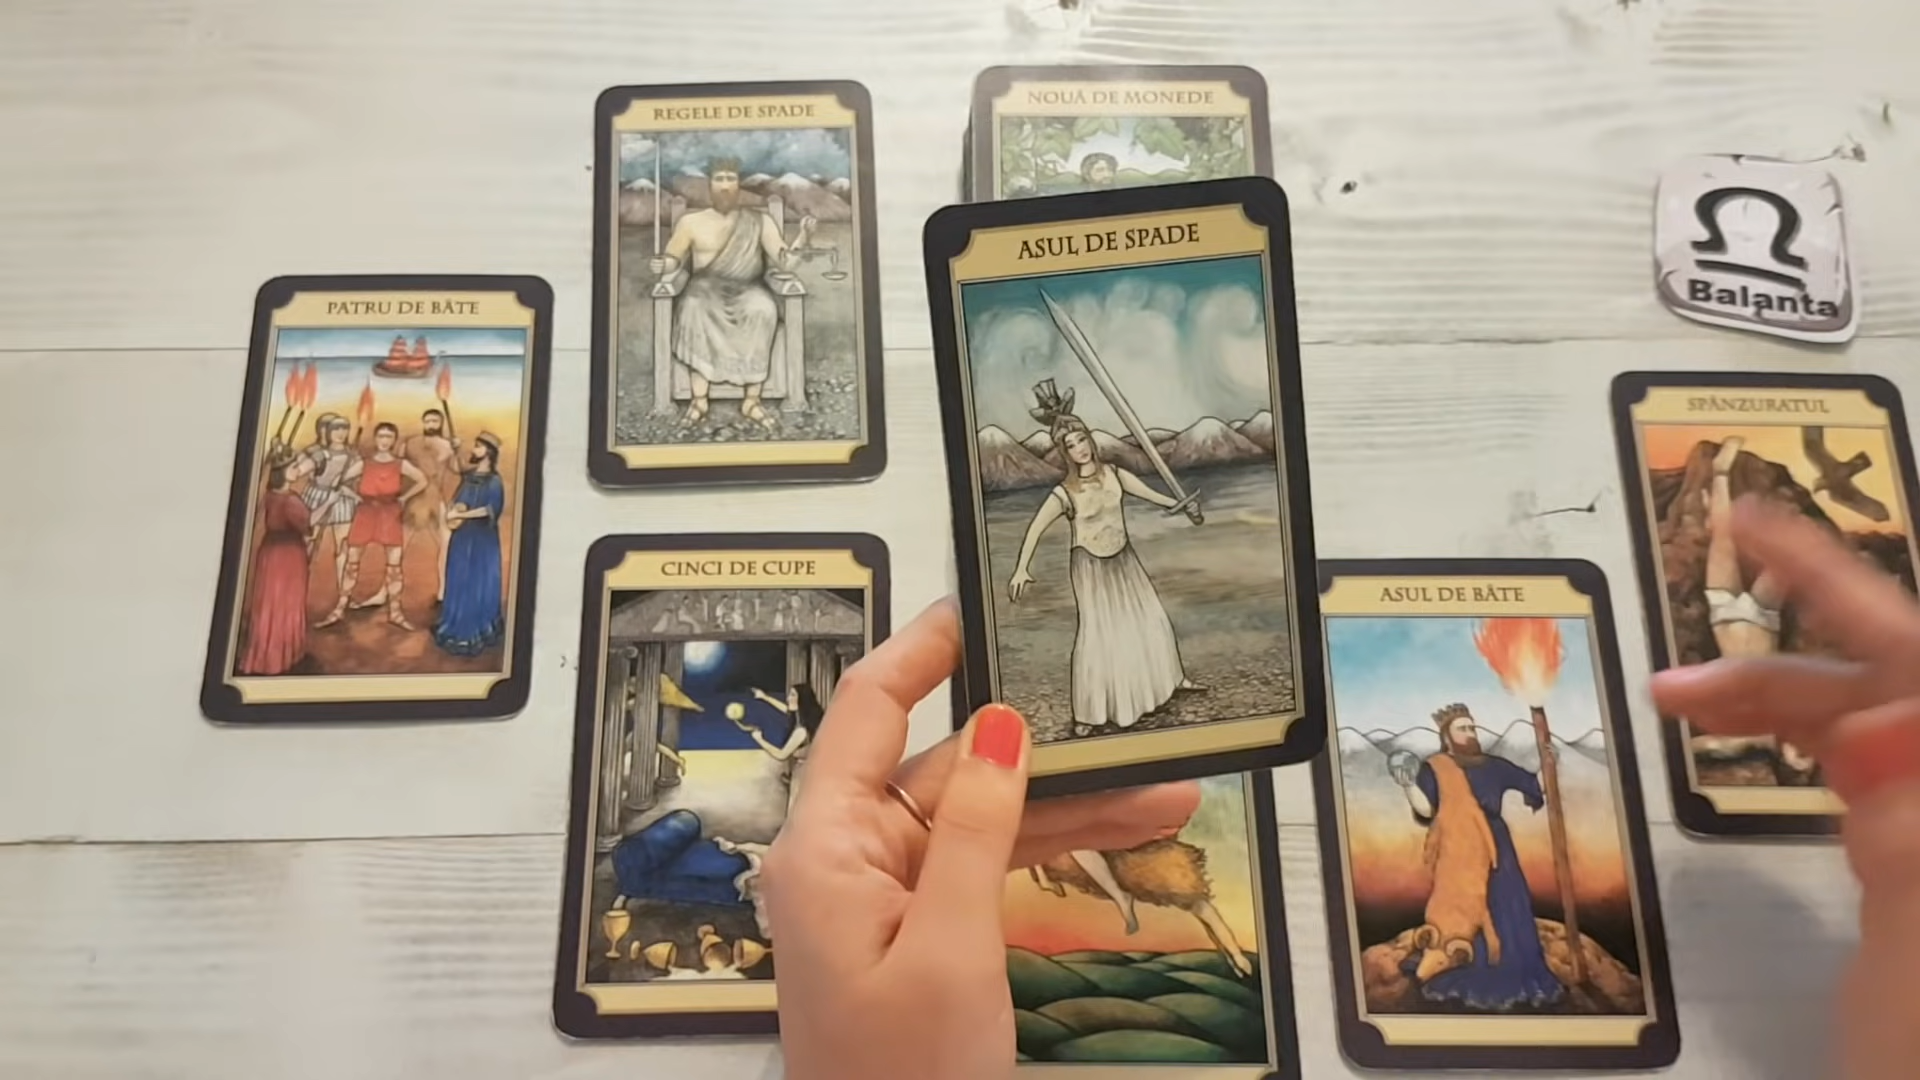 REGELE DE SPADE
NOUĂ DE MONEDE
ASUL DE SPADE
Balanta
PATRU DE BÂTE
SPÂNZURATUL
CINCI DE CUPE
ASUL DE BÂTE